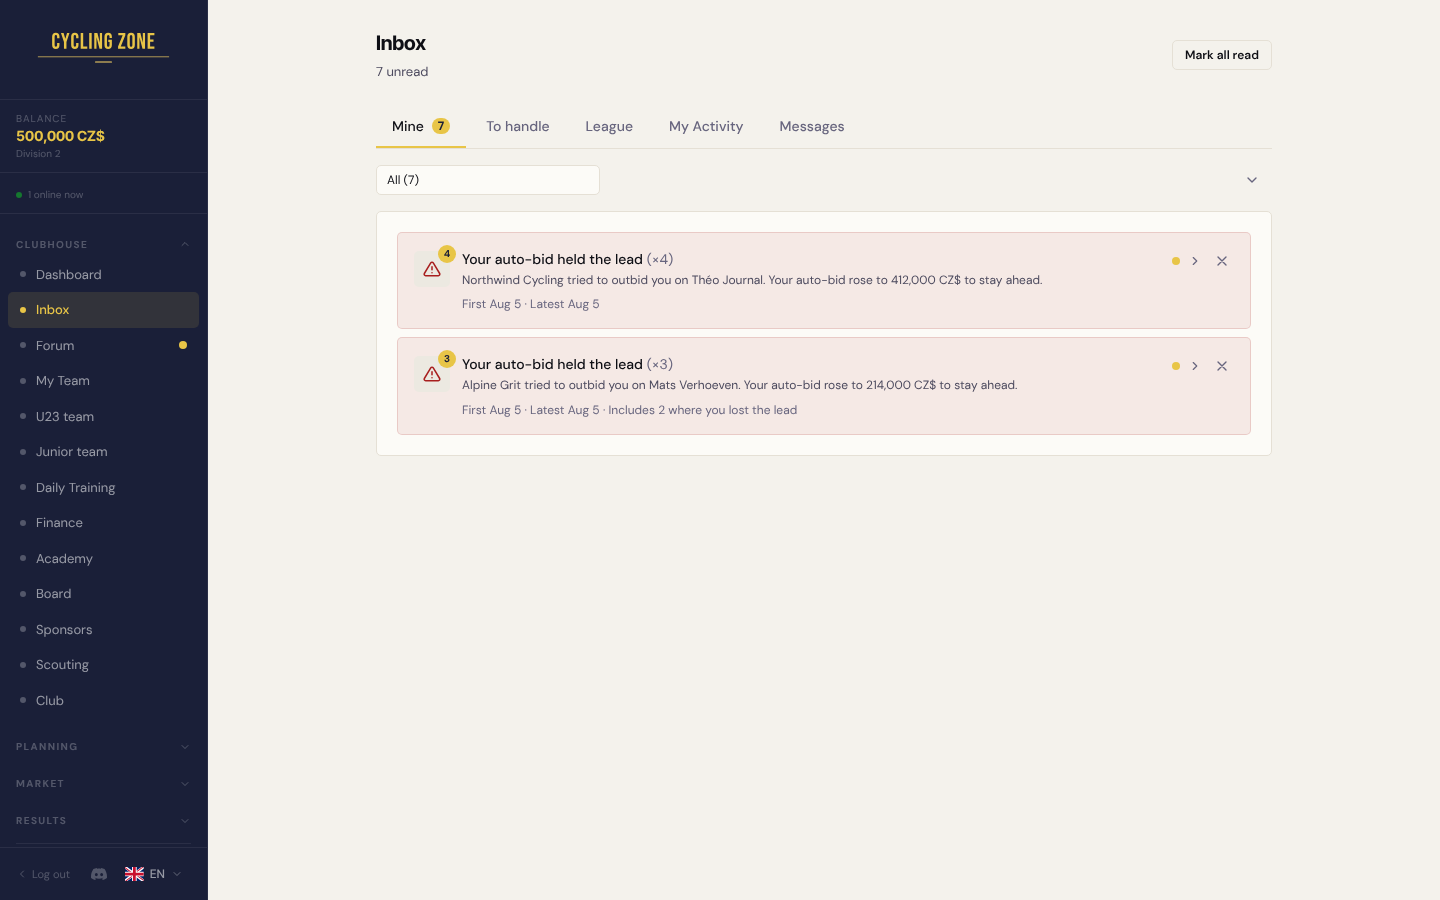 CYCLING ZONE
BALANCE
500,000 CZ$
Division 2
1 online now
CLUBHOUSE
Dashboard
Inbox
Forum
My Team
U23 team
Junior team
Daily Training
Finance
Academy
Board
Sponsors
Scouting
Club
PLANNING
MARKET
RESULTS
Log out
EN
Inbox
7 unread
Mark all read
Mine 7 To handle League My Activity Messages
All (7)
4
Your auto-bid held the lead (×4)
Northwind Cycling tried to outbid you on Théo Journal. Your auto-bid rose to 412,000 CZ$ to stay ahead.
First Aug 5 · Latest Aug 5
3
Your auto-bid held the lead (×3)
Alpine Grit tried to outbid you on Mats Verhoeven. Your auto-bid rose to 214,000 CZ$ to stay ahead.
First Aug 5 · Latest Aug 5 · Includes 2 where you lost the lead